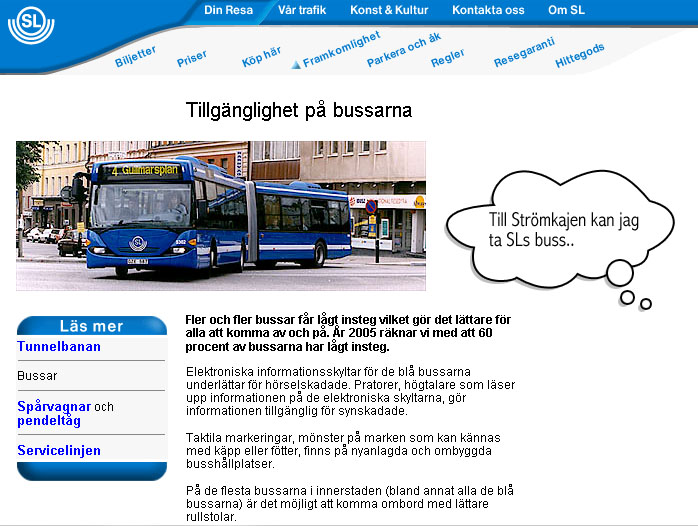 SL
Din Resa
Vår trafik
Konst & Kultur
Kontakta oss
Om SL
Biljetter
Priser
Köp här
Framkomlighet
Parkera och åk
Regler
Resegaranti
Hittegods
Tillgänglighet på bussarna
4 Gullmarsplan
SL
Till Strömkajen kan jag
ta SLs buss..
Läs mer
Tunnelbanan
Bussar
Spårvagnar och
pendeltåg
Servicelinjen
Fler och fler bussar får lågt insteg vilket gör det lättare för
alla att komma av och på. År 2005 räknar vi med att 60
procent av bussarna har lågt insteg.
Elektroniska informationsskyltar för de blå bussarna
underlättar för hörselskadade. Pratorer, högtalare som läser
upp informationen på de elektroniska skyltarna, gör
informationen tillgänglig för synskadade.
Taktila markeringar, mönster på marken som kan kännas
med käpp eller fötter, finns på nyanlagda och ombyggda
busshållplatser.
På de flesta bussarna i innerstaden (bland annat alla de blå
bussarna) är det möjligt att komma ombord med lättare
rullstolar.